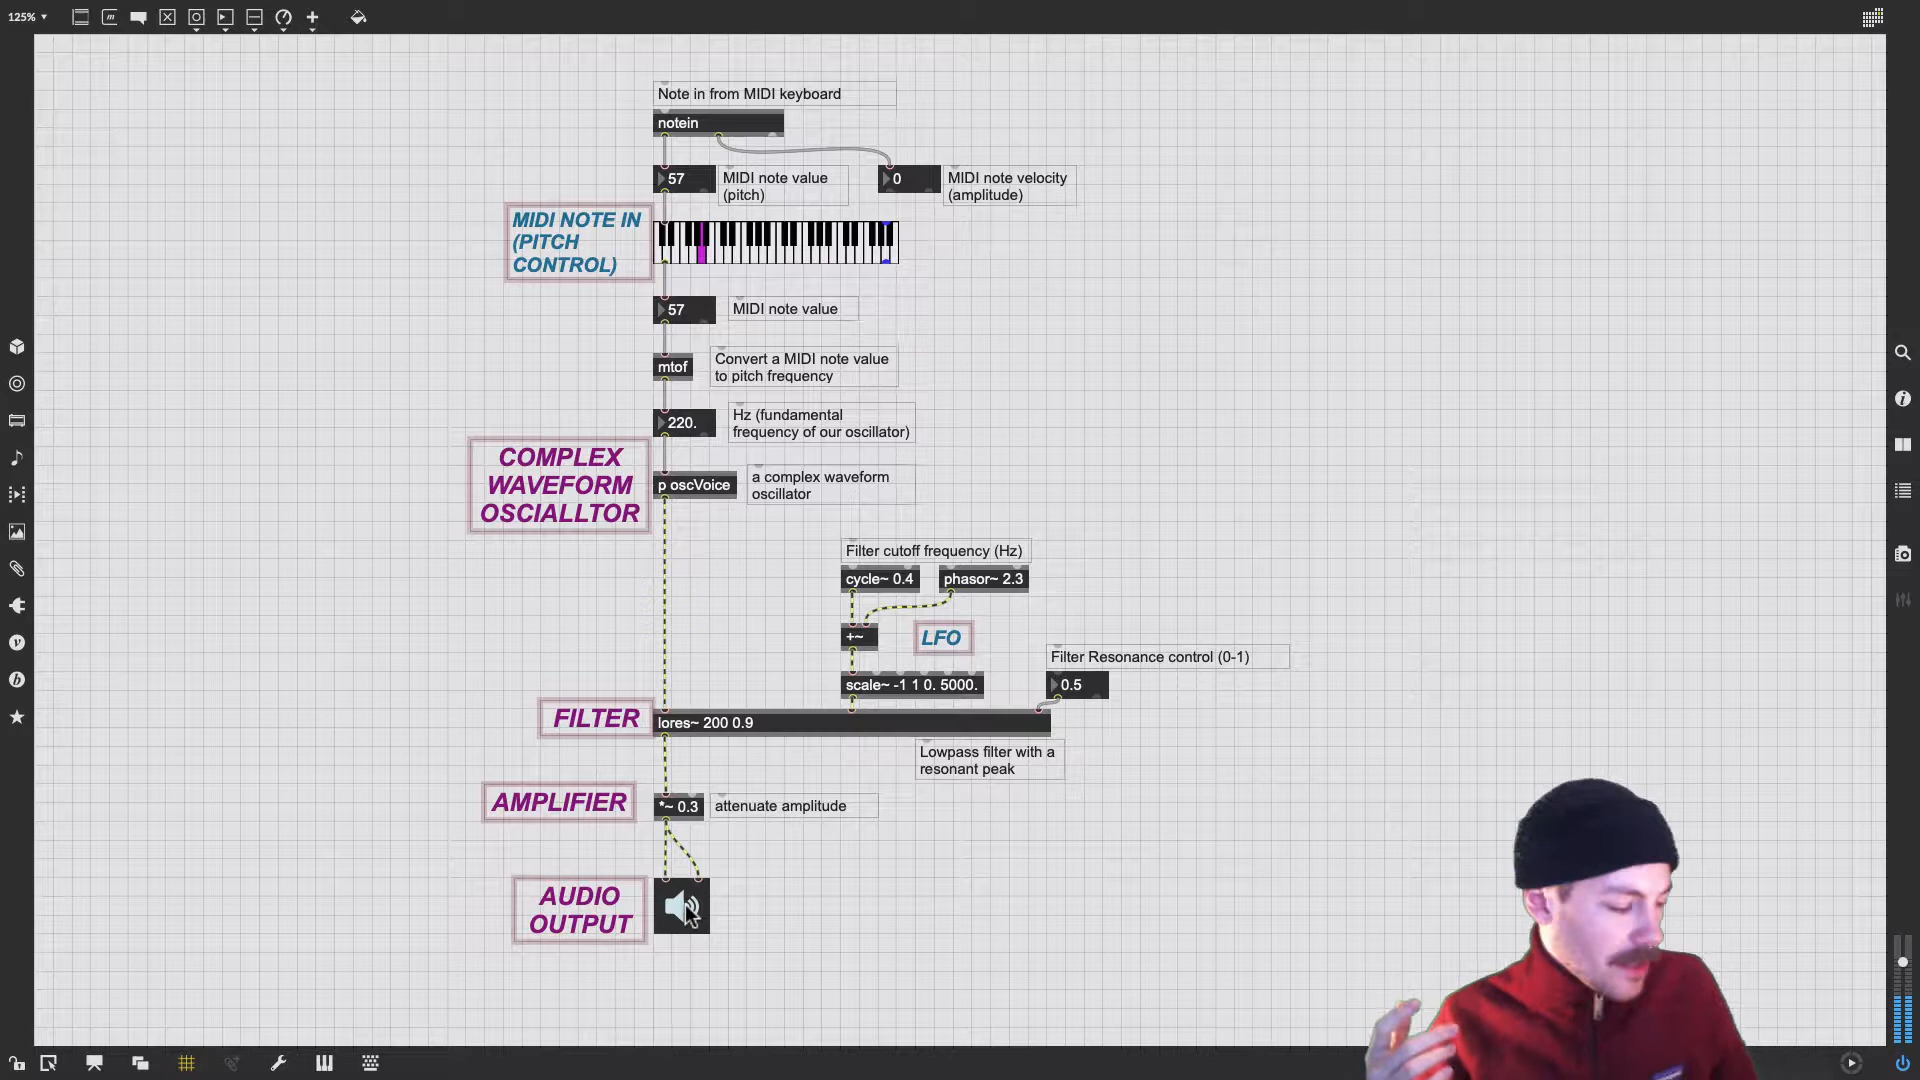 125%
Note in from MIDI keyboard
notein
57
MIDI note value
(pitch)
0
MIDI note velocity
(amplitude)
MIDI NOTE IN
(PITCH
CONTROL)
57
MIDI note value
mtof
Convert a MIDI note value
to pitch frequency
220.
Hz (fundamental
frequency of our oscillator)
COMPLEX
WAVEFORM
OSCIALLTOR
p oscVoice
a complex waveform
oscillator
Filter cutoff frequency (Hz)
cycle~ 0.4
phasor~ 2.3
+~
LFO
scale~ -1 1 0. 5000.
Filter Resonance control (0-1)
0.5
FILTER
lores~ 200 0.9
Lowpass filter with a
resonant peak
AMPLIFIER
*~ 0.3
attenuate amplitude
AUDIO
OUTPUT